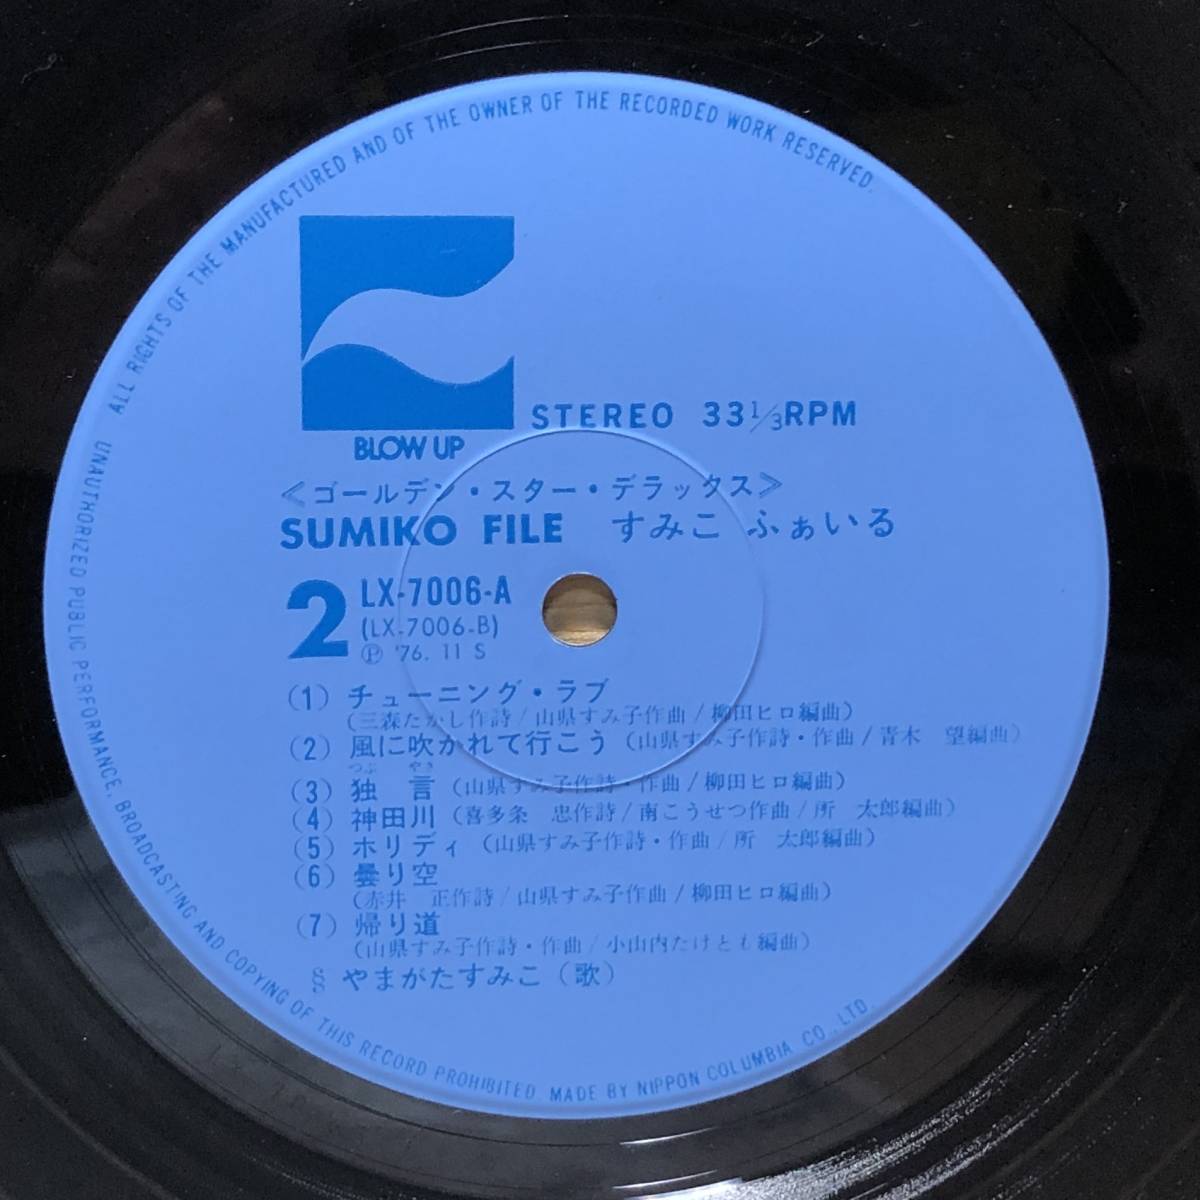 ALL RIGHTS OF THE MANUFACTURED AND OF THE OWNER OF THE RECORDED WORK RESERVED.
BLOW UP
STEREO 33 1/3 RPM
≪ゴールデン・スター・デラックス≫
SUMIKO FILE すみこ ふぁいる
2
LX-7006-A
(LX-7006-B)
Ⓟ '76. 11 S
(1) チューニング・ラブ
(三森たかし作詩/山県すみ子作曲/柳田ヒロ編曲)
(2) 風に吹かれて行こう (山県すみ子作詩・作曲/青木 望編曲)
つぶ やき
(3) 独 言 (山県すみ子作詩・作曲/柳田ヒロ編曲)
(4) 神田川 (喜多条 忠作詩/南こうせつ作曲/所 太郎編曲)
(5) ホリディ (山県すみ子作詩・作曲/所 太郎編曲)
(6) 曇り空
(赤井 正作詩/山県すみ子作曲/柳田ヒロ編曲)
(7) 帰り道
(山県すみ子作詩・作曲/小山内たけとも編曲)
§ やまがたすみこ (歌)
UNAUTHORIZED PUBLIC PERFORMANCE, BROADCASTING AND COPYING OF THIS RECORD PROHIBITED. MADE BY NIPPON COLUMBIA CO., LTD.